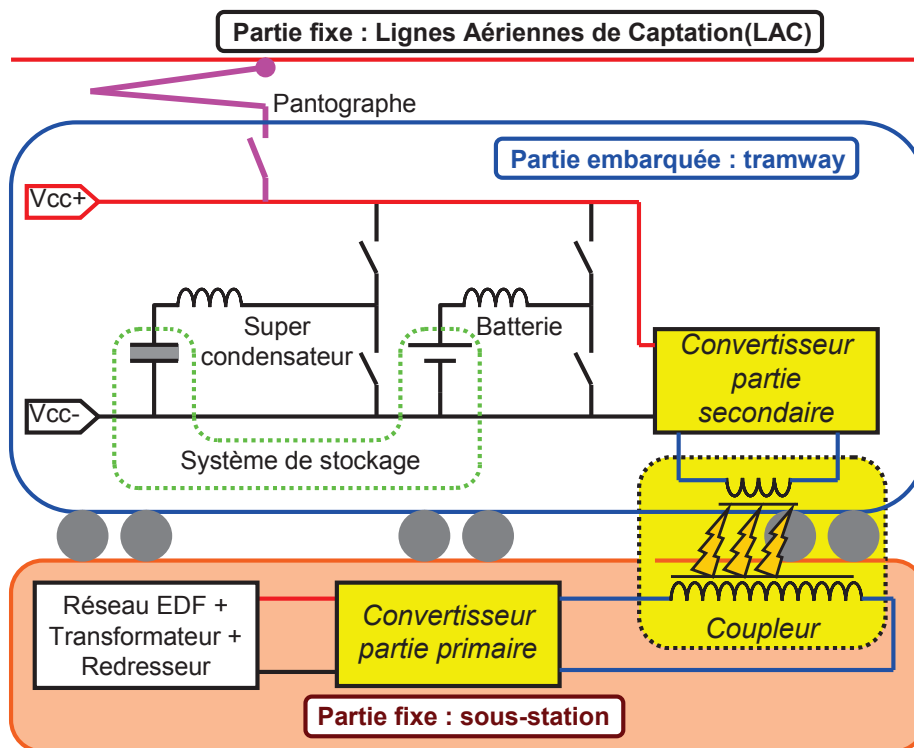 Partie fixe : Lignes Aériennes de Captation(LAC)
Pantographe
Partie embarquée : tramway
Vcc+
Super
condensateur
Batterie
Convertisseur
partie
secondaire
Vcc-
Système de stockage
Réseau EDF +
Transformateur +
Redresseur
Convertisseur
partie primaire
Coupleur
Partie fixe : sous-station